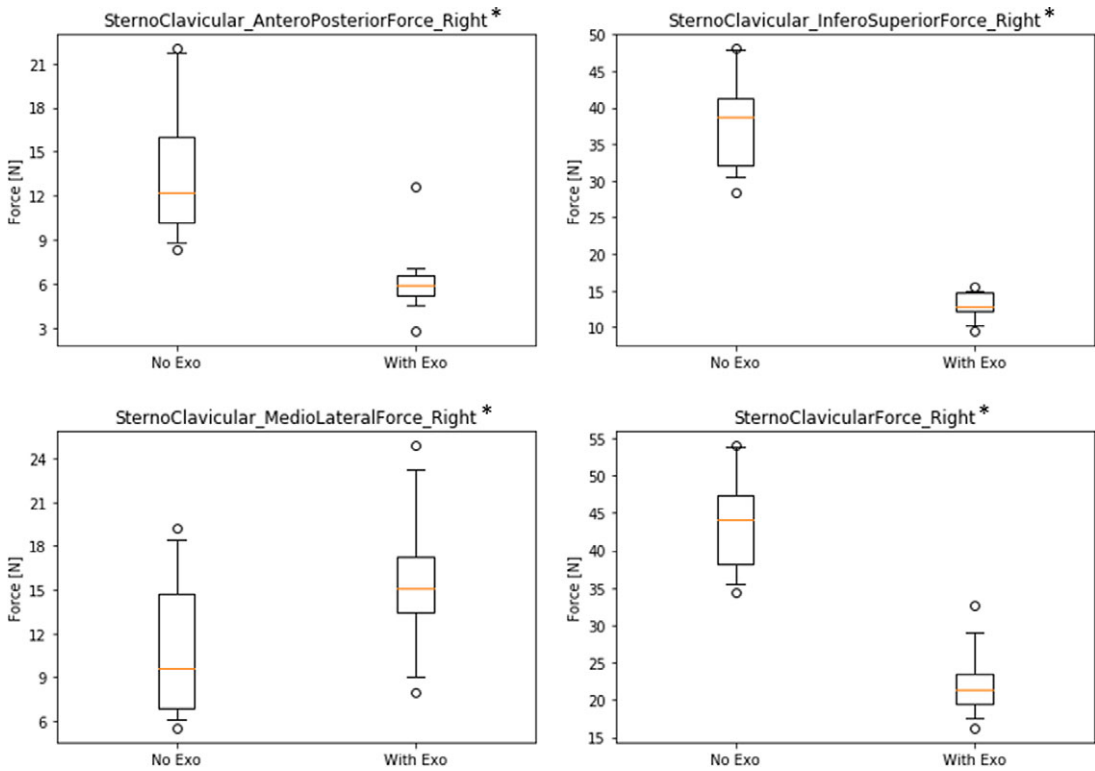 SternoClavicular_AnteroPosteriorForce_Right *
Force [N]
21
18
15
12
9
6
3
No Exo
With Exo
SternoClavicular_InferoSuperiorForce_Right *
Force [N]
50
45
40
35
30
25
20
15
10
No Exo
With Exo
SternoClavicular_MedioLateralForce_Right *
Force [N]
24
21
18
15
12
9
6
No Exo
With Exo
SternoClavicularForce_Right *
Force [N]
55
50
45
40
35
30
25
20
15
No Exo
With Exo